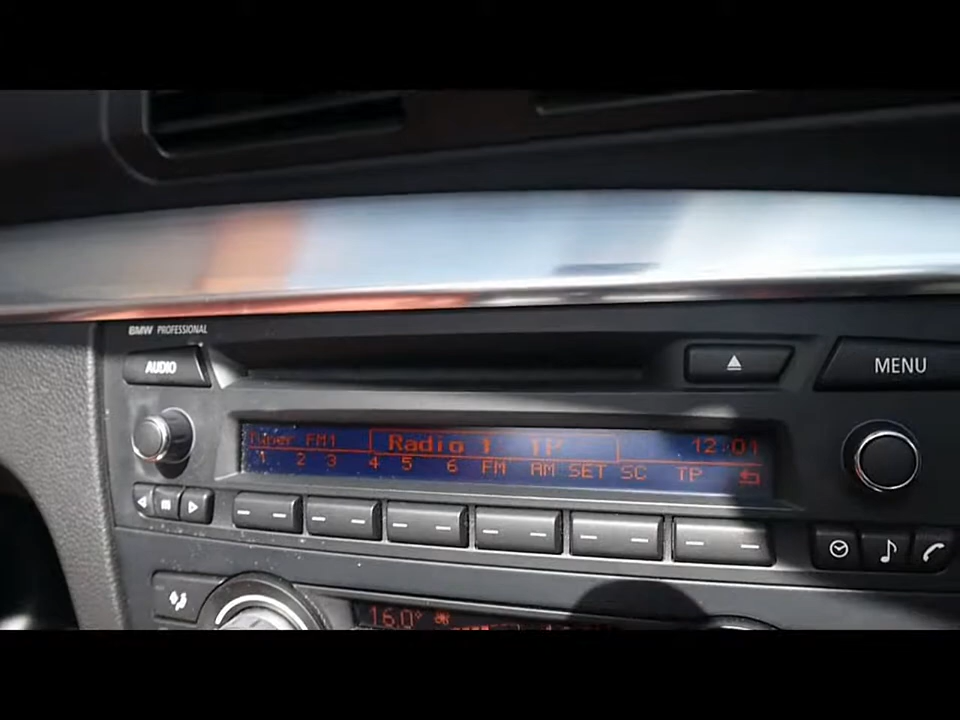 BMW PROFESSIONAL
AUDIO
MENU
Tuner FM1 Radio 1 TP 12:01
1 2 3 4 5 6 FM AM SET SC TP
16.0°